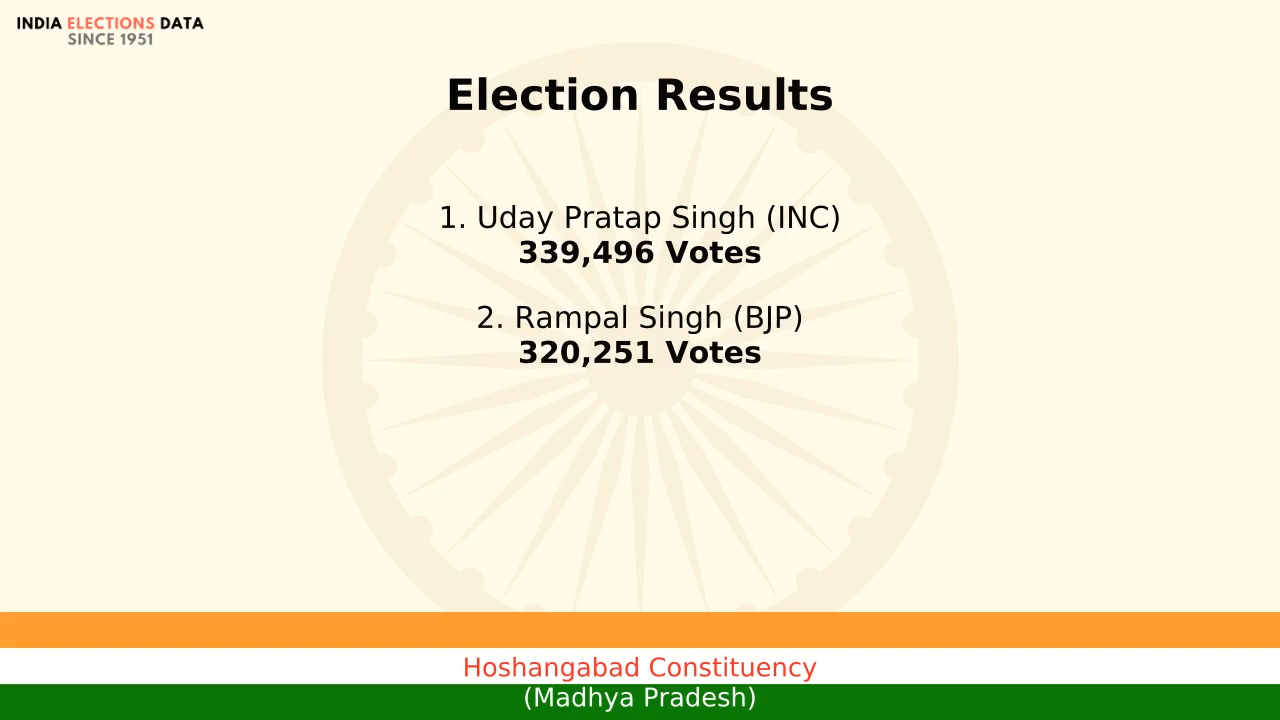 INDIA ELECTIONS DATA
SINCE 1951
Election Results
1. Uday Pratap Singh (INC)
339,496 Votes
2. Rampal Singh (BJP)
320,251 Votes
Hoshangabad Constituency
(Madhya Pradesh)